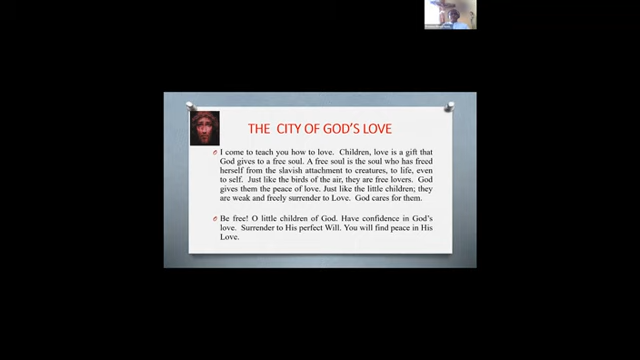 THE CITY OF GOD'S LOVE
I come to teach you how to love. Children, love is a gift that
God gives to a free soul. A free soul is the soul who has freed
herself from the slavish attachment to creatures, to life, even
to self. Just like the birds of the air, they are free lovers. God
gives them the peace of love. Just like the little children; they
are weak and freely surrender to Love. God cares for them.
Be free! O little children of God. Have confidence in God's
love. Surrender to His perfect Will. You will find peace in His
Love.